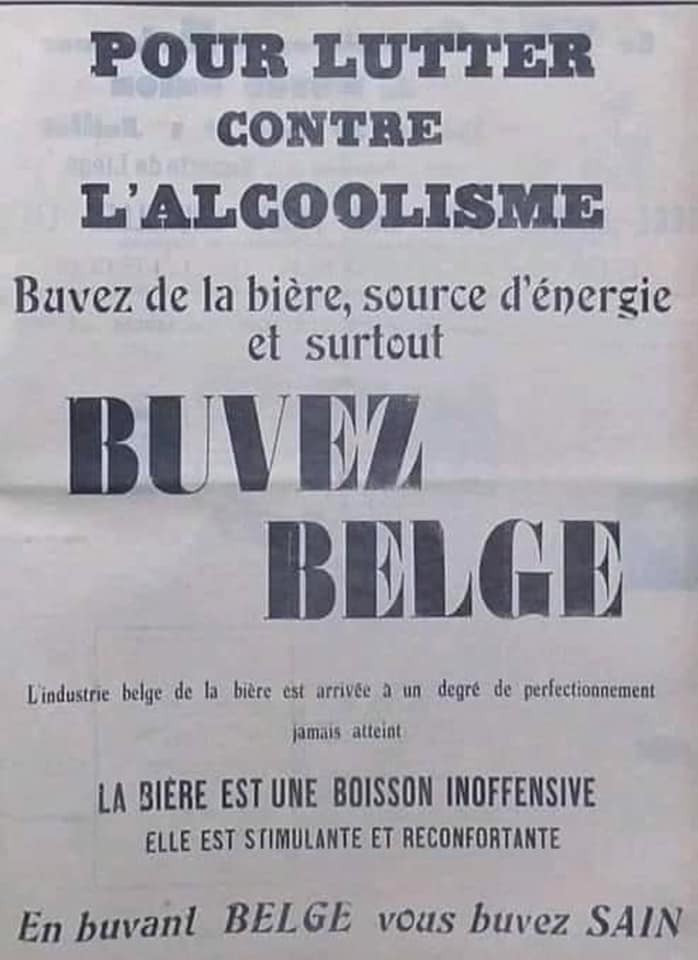 POUR LUTTER
CONTRE
L'ALCOOLISME
Buvez de la bière, source d'énergie
et surtout
BUVEZ
BELGE
L'industrie belge de la bière est arrivée à un degré de perfectionnement
jamais atteint
LA BIÈRE EST UNE BOISSON INOFFENSIVE
ELLE EST STIMULANTE ET RECONFORTANTE
En buvant BELGE vous buvez SAIN